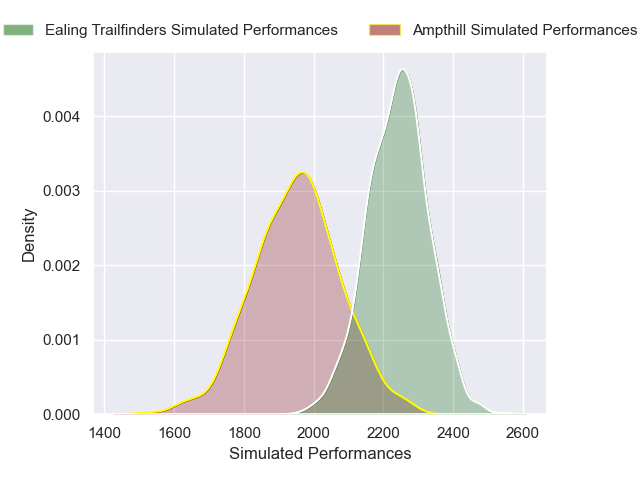 Ealing Trailfinders Simulated Performances Ampthill Simulated Performances
0.004
0.003
0.002
0.001
0.000
Density
1400 1600 1800 2000 2200 2400 2600
Simulated Performances